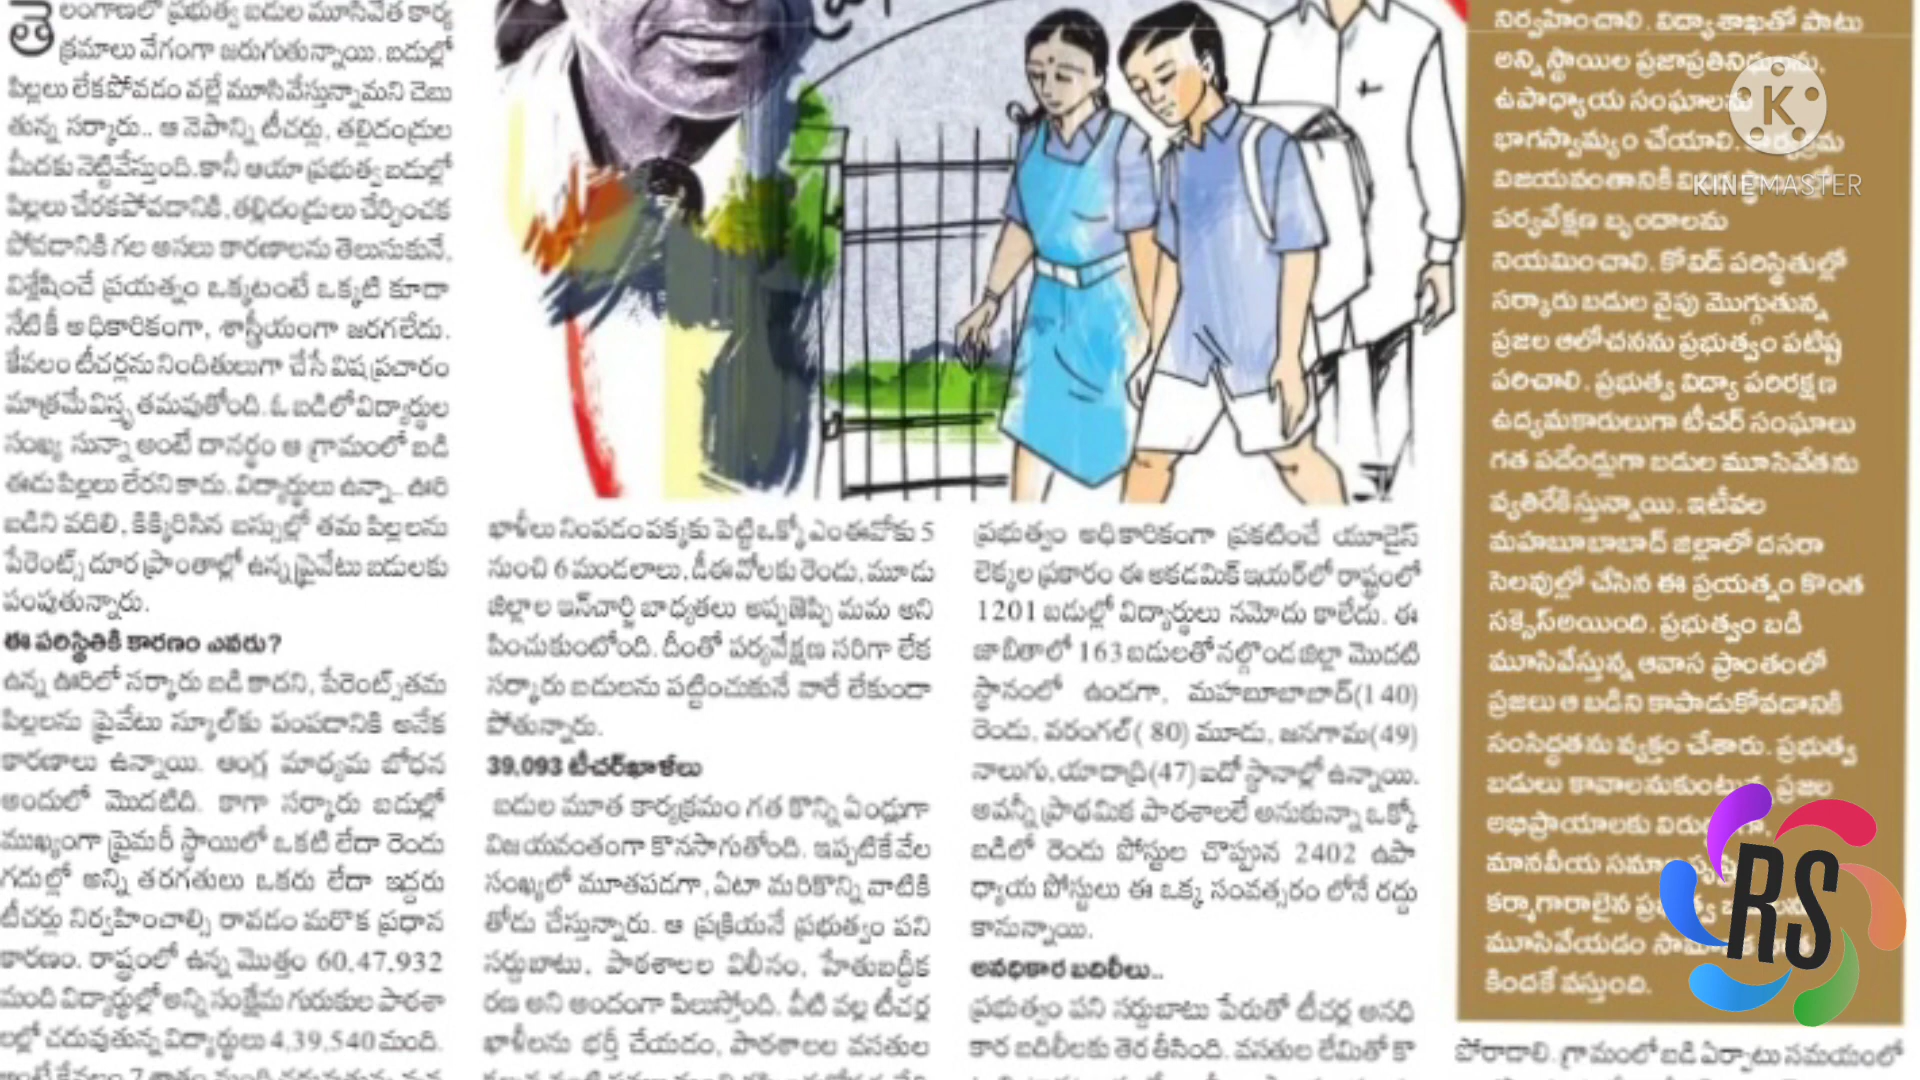 తెలంగాణలో ప్రభుత్వ బడుల మూసివేత కార్య
క్రమాలు వేగంగా జరుగుతున్నాయి. బడుల్లో
పిల్లలు లేకపోవడం వల్లే మూసివేస్తున్నామని చెబు
తున్న సర్కారు.. ఆ నెపాన్ని టీచర్లు, తల్లిదండ్రుల
మీదకు నెట్టివేస్తుంది. కానీ ఆయా ప్రభుత్వ బడుల్లో
పిల్లలు చేరకపోవడానికి, తల్లిదండ్రులు చేర్పించక
పోవడానికి గల అసలు కారణాలను తెలుసుకునే,
విశ్లేషించే ప్రయత్నం ఒక్కటంటే ఒక్కటి కూడా
నేటికీ అధికారికంగా, శాస్త్రీయంగా జరగలేదు.
కేవలం టీచర్లను నిందితులుగా చేసే విష ప్రచారం
మాత్రమే విస్తృతమవుతోంది. ఓ బడిలో విద్యార్థుల
సంఖ్య సున్నా అంటే దానర్థం ఆ గ్రామంలో బడి
ఈడు పిల్లలు లేరని కాదు. విద్యార్థులు ఉన్నా.. ఊరి
బడిని వదిలి, కిక్కిరిసిన బస్సుల్లో తమ పిల్లలను
పేరెంట్స్ దూర ప్రాంతాల్లో ఉన్న ప్రైవేటు బడులకు
పంపుతున్నారు.
ఈ పరిస్థితికి కారణం ఎవరు?
ఉన్న ఊరిలో సర్కారు బడి కాదని, పేరెంట్స్ తమ
పిల్లలను ప్రైవేటు స్కూల్‌కు పంపడానికి అనేక
కారణాలు ఉన్నాయి. ఆంగ్ల మాధ్యమ బోధన
అందులో మొదటిది. కాగా సర్కారు బడుల్లో
ముఖ్యంగా ప్రైమరీ స్థాయిలో ఒకటి లేదా రెండు
గదుల్లో అన్ని తరగతులు ఒకరు లేదా ఇద్దరు
టీచర్లు నిర్వహించాల్సి రావడం మరొక ప్రధాన
కారణం. రాష్ట్రంలో ఉన్న మొత్తం 60,47,932
మంది విద్యార్థుల్లో అన్ని సంక్షేమ గురుకుల పాఠశా
లల్లో చదువుతున్న విద్యార్థులు 4,39,540 మంది.
ఖాళీలు నింపడం పక్కకు పెట్టి ఒక్కో ఎంఈవోకు 5
నుంచి 6 మండలాలు, డీఈవోలకు రెండు, మూడు
జిల్లాల ఇన్‌చార్జి బాధ్యతలు అప్పజెప్పి మమ అని
పించుకుంటోంది. దీంతో పర్యవేక్షణ సరిగా లేక
సర్కారు బడులను పట్టించుకునే వారే లేకుండా
పోతున్నారు.
39,093 టీచర్ ఖాళీలు
బడుల మూత కార్యక్రమం గత కొన్ని ఏండ్లుగా
విజయవంతంగా కొనసాగుతోంది. ఇప్పటికే వేల
సంఖ్యలో మూతపడగా, ఏటా మరికొన్ని వాటికి
తోడు చేస్తున్నారు. ఆ ప్రక్రియనే ప్రభుత్వం పని
సర్దుబాటు, పాఠశాలల విలీనం, హేతుబద్ధీక
రణ అని అందంగా పిలుస్తోంది. వీటి వల్ల టీచర్ల
ఖాళీలను భర్తీ చేయడం, పాఠశాలల వసతుల
ప్రభుత్వం అధికారికంగా ప్రకటించే యూడైస్
లెక్కల ప్రకారం ఈ అకడమిక్ ఇయర్‌లో రాష్ట్రంలో
1201 బడుల్లో విద్యార్థులు నమోదు కాలేదు. ఈ
జాబితాలో 163 బడులతో నల్గొండ జిల్లా మొదటి
స్థానంలో ఉండగా, మహబూబాబాద్(140)
రెండు, వరంగల్( 80) మూడు, జనగామ(49)
నాలుగు, యాదాద్రి(47) ఐదో స్థానాల్లో ఉన్నాయి.
అవన్నీ ప్రాథమిక పాఠశాలలే అనుకున్నా ఒక్కో
బడిలో రెండు పోస్టుల చొప్పున 2402 ఉపా
ధ్యాయ పోస్టులు ఈ ఒక్క సంవత్సరం లోనే రద్దు
కానున్నాయి.
అనధికార బదిలీలు..
ప్రభుత్వం పని సర్దుబాటు పేరుతో టీచర్ల అనధి
కార బదిలీలకు తెర తీసింది. వసతుల లేమితో కొ
నిర్వహించాలి. విద్యాశాఖతో పాటు
అన్ని స్థాయిల ప్రజాప్రతినిధులను,
ఉపాధ్యాయ సంఘాలను
భాగస్వామ్యం చేయాలి. కార్యక్రమ
విజయవంతానికి
పర్యవేక్షణ బృందాలను
నియమించాలి. కోవిడ్ పరిస్థితుల్లో
సర్కారు బడుల వైపు మొగ్గుతున్న
ప్రజల ఆలోచనను ప్రభుత్వం పటిష్ట
పరిచాలి. ప్రభుత్వ విద్యా పరిరక్షణ
ఉద్యమకారులుగా టీచర్ సంఘాలు
గత పదేండ్లుగా బడుల మూసివేతను
వ్యతిరేకిస్తున్నాయి. ఇటీవల
మహబూబాబాద్ జిల్లాలో దసరా
సెలవుల్లో చేసిన ఈ ప్రయత్నం కొంత
సక్సెస్ అయింది. ప్రభుత్వం బడి
మూసివేస్తున్న ఆవాస ప్రాంతంలో
ప్రజలు ఆ బడిని కాపాడుకోవడానికి
సంసిద్ధతను వ్యక్తం చేశారు. ప్రభుత్వ
బడులు కావాలనుకుంటున్న ప్రజల
అభిప్రాయాలకు
మానవీయ
కర్మాగారాలైన
మూసివేయడం
కిందకే వస్తుంది.
పోరాడాలి. గ్రామంలో బడి ఏర్పాటు సమయంలో
K
KINEMASTER
RS